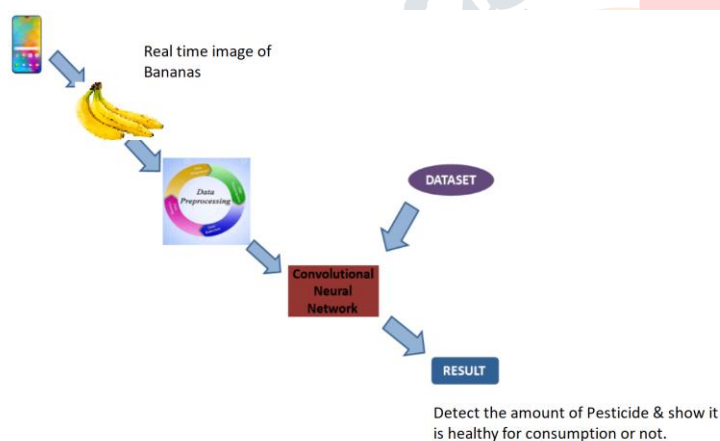 Real time image of
Bananas
Data
Preprocessing
DATASET
Convolutional
Neural
Network
RESULT
Detect the amount of Pesticide & show it
is healthy for consumption or not.